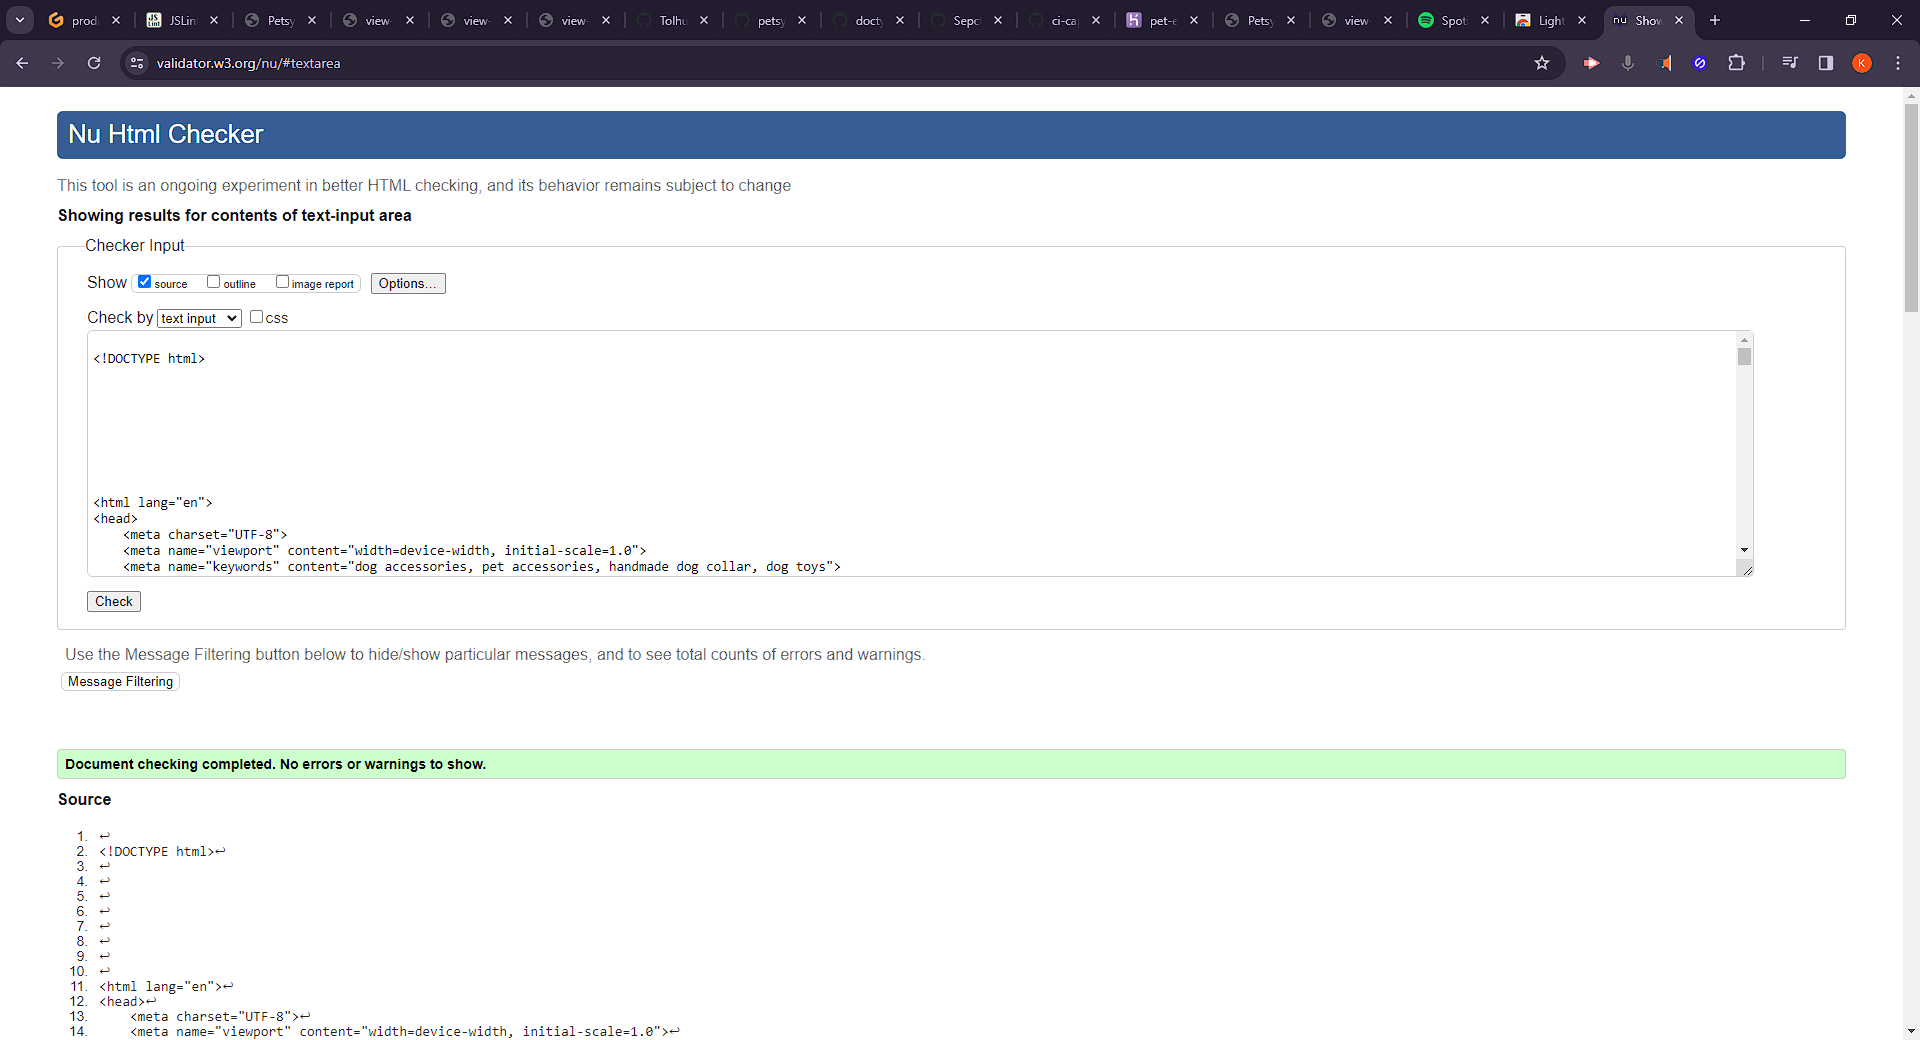 prod
JSLin
Petsy
view-
view-
view-
Tolhu
petsy
docty
Sepc
ci-ca
pet-e
Petsy
view
Spot
Light
nu Show
validator.w3.org/nu/#textarea
K
Nu Html Checker
This tool is an ongoing experiment in better HTML checking, and its behavior remains subject to change
Showing results for contents of text-input area
Checker Input
Show source outline image report Options...
Check by text input css
<!DOCTYPE html>
<html lang="en">
<head>
<meta charset="UTF-8">
<meta name="viewport" content="width=device-width, initial-scale=1.0">
<meta name="keywords" content="dog accessories, pet accessories, handmade dog collar, dog toys">
Check
Use the Message Filtering button below to hide/show particular messages, and to see total counts of errors and warnings.
Message Filtering
Document checking completed. No errors or warnings to show.
Source
1. ↩
2. <!DOCTYPE html>↩
3. ↩
4. ↩
5. ↩
6. ↩
7. ↩
8. ↩
9. ↩
10. ↩
11. <html lang="en">↩
12. <head>↩
13. <meta charset="UTF-8">↩
14. <meta name="viewport" content="width=device-width, initial-scale=1.0">↩